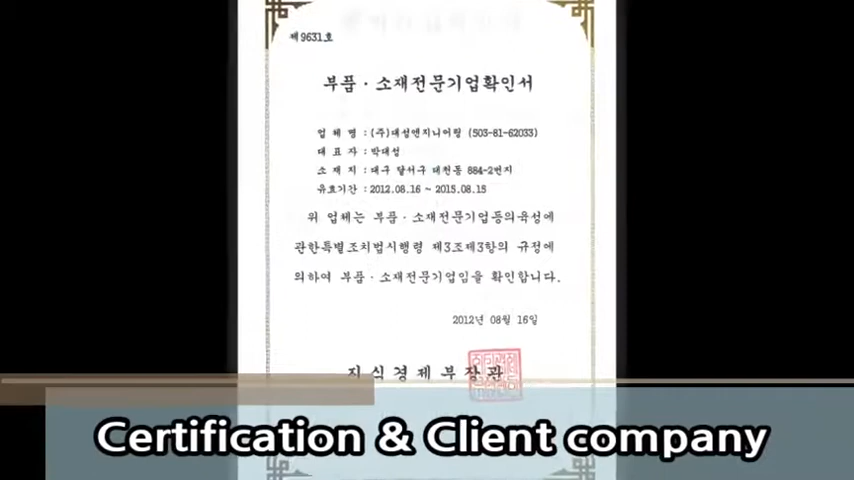 제9631호
부품 · 소재전문기업확인서
업 체 명 : (주)대성엔지니어링 (503-81-62033)
대 표 자 : 박대성
소 재 지 : 대구 달서구 대천동 884-2번지
유효기간 : 2012.08.16 ~ 2015.08.15
위 업체는 부품 · 소재전문기업등의육성에
관한특별조치법시행령 제3조제3항의 규정에
의하여 부품 · 소재전문기업임을 확인합니다.
2012년 08월 16일
지식경제부장관
Certification & Client company